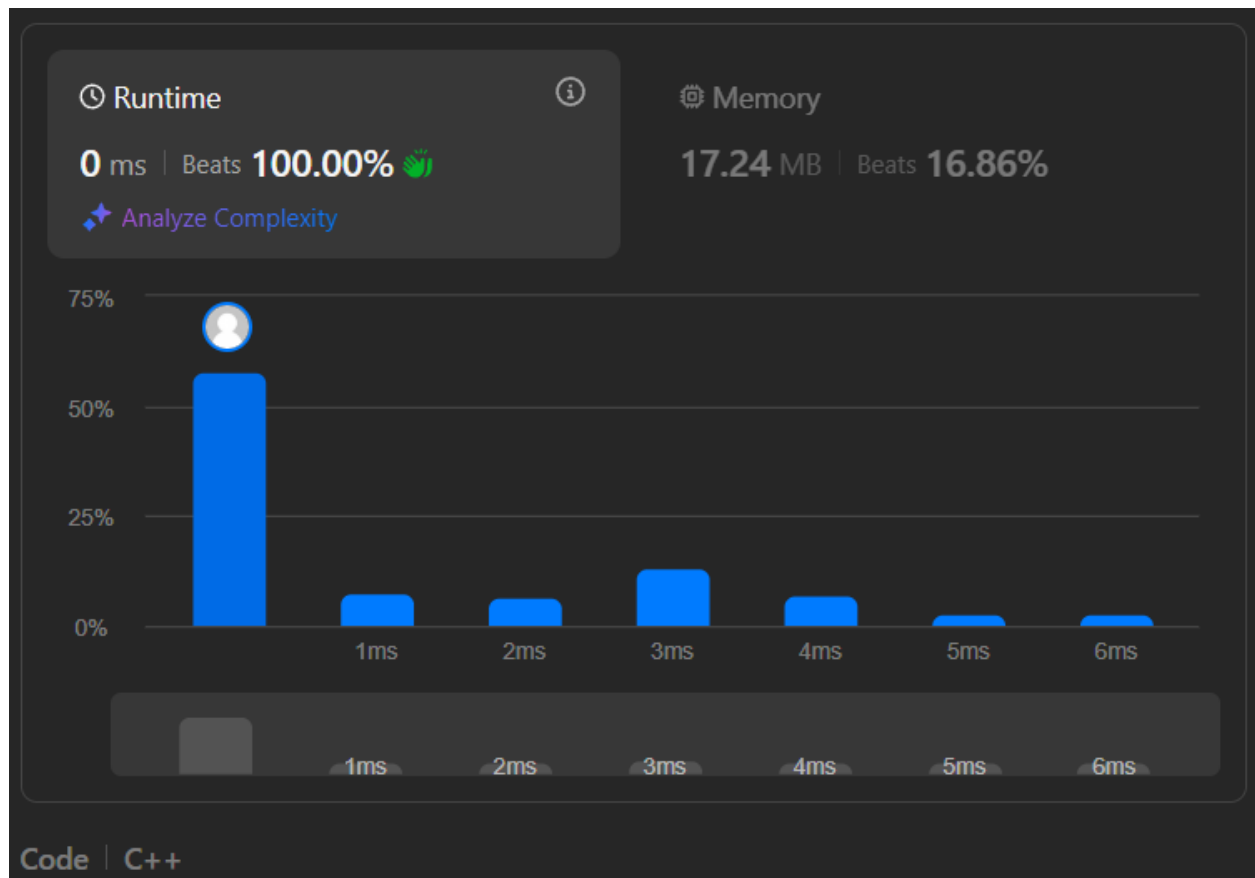 Runtime
0 ms | Beats 100.00%
Analyze Complexity
Memory
17.24 MB | Beats 16.86%
75%
50%
25%
0%
1ms 2ms 3ms 4ms 5ms 6ms
1ms 2ms 3ms 4ms 5ms 6ms
Code | C++